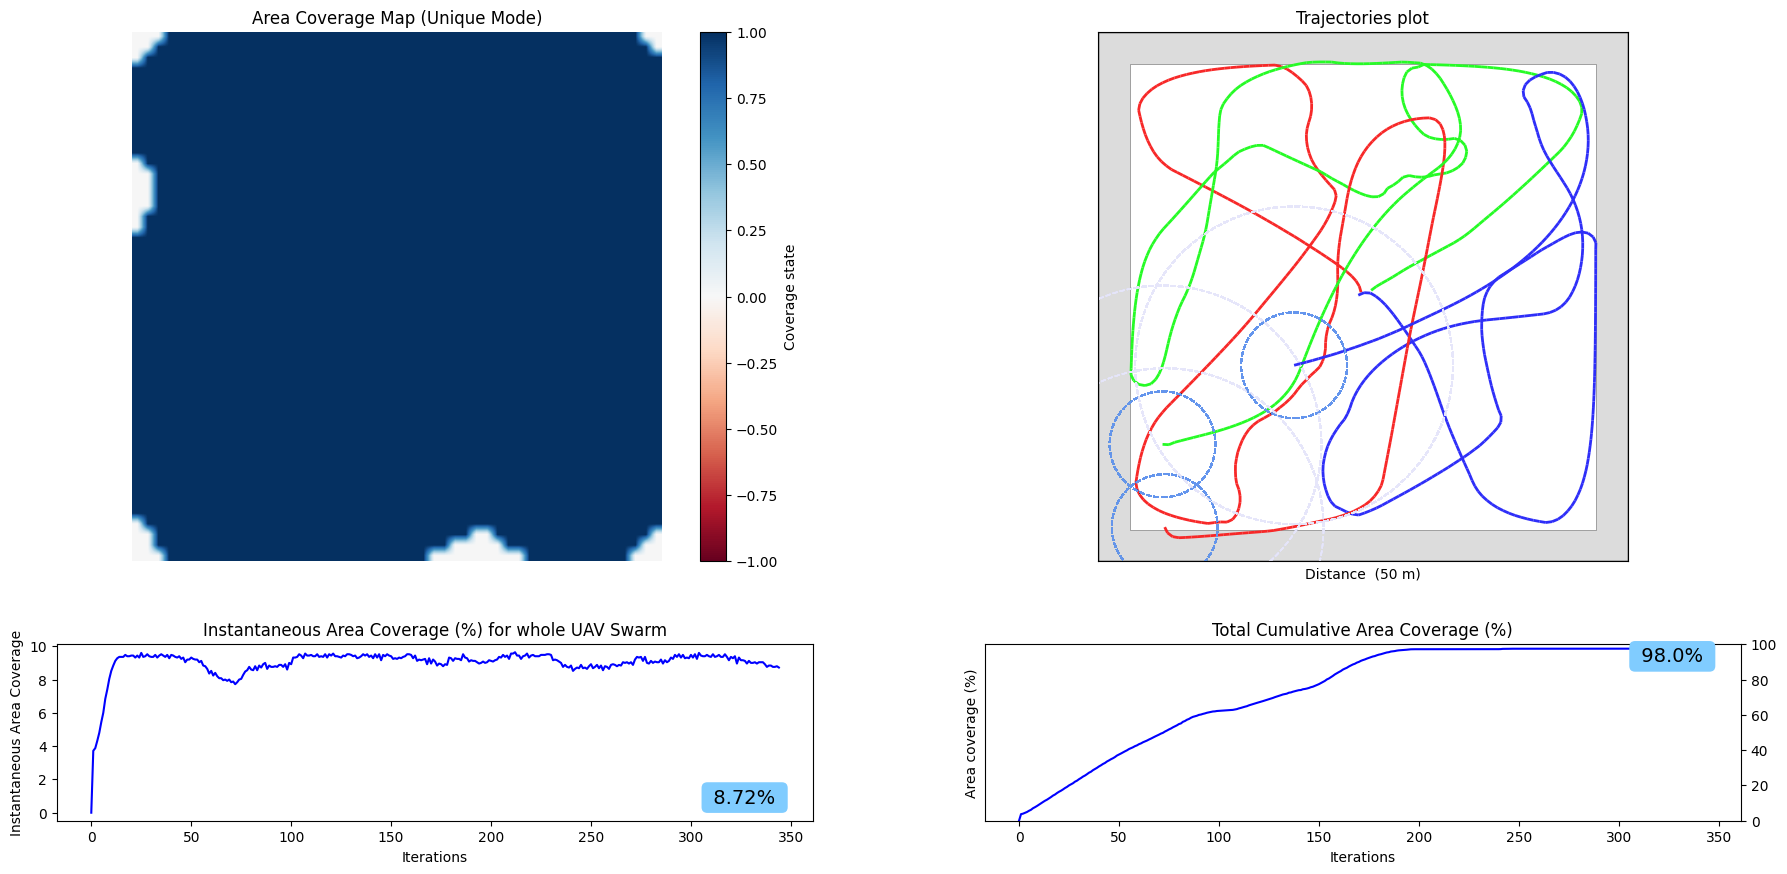 Area Coverage Map (Unique Mode)
1.00
0.75
0.50
0.25
0.00
−0.25
−0.50
−0.75
−1.00
Coverage state
Trajectories plot
Distance  (50 m)
Instantaneous Area Coverage (%) for whole UAV Swarm
Instantaneous Area Coverage
10
8
6
4
2
0
8.72%
0 50 100 150 200 250 300 350
Iterations
Total Cumulative Area Coverage (%)
Area coverage (%)
98.0%
100
80
60
40
20
0
0 50 100 150 200 250 300 350
Iterations